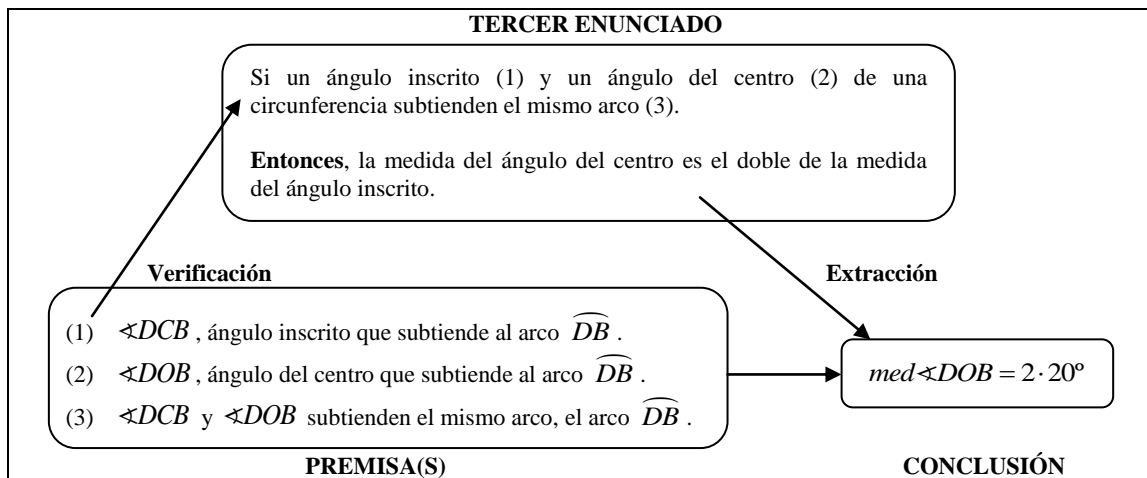 TERCER ENUNCIADO
Si un ángulo inscrito (1) y un ángulo del centro (2) de una
circunferencia subtienden el mismo arco (3).
Entonces, la medida del ángulo del centro es el doble de la medida
del ángulo inscrito.
Verificación
Extracción
(1) ∢DCB , ángulo inscrito que subtiende al arco D͡B .
(2) ∢DOB, ángulo del centro que subtiende al arco D͡B .
(3) ∢DCB y ∢DOB subtienden el mismo arco, el arco D͡B .
med∢DOB = 2·20º
PREMISA(S)
CONCLUSIÓN